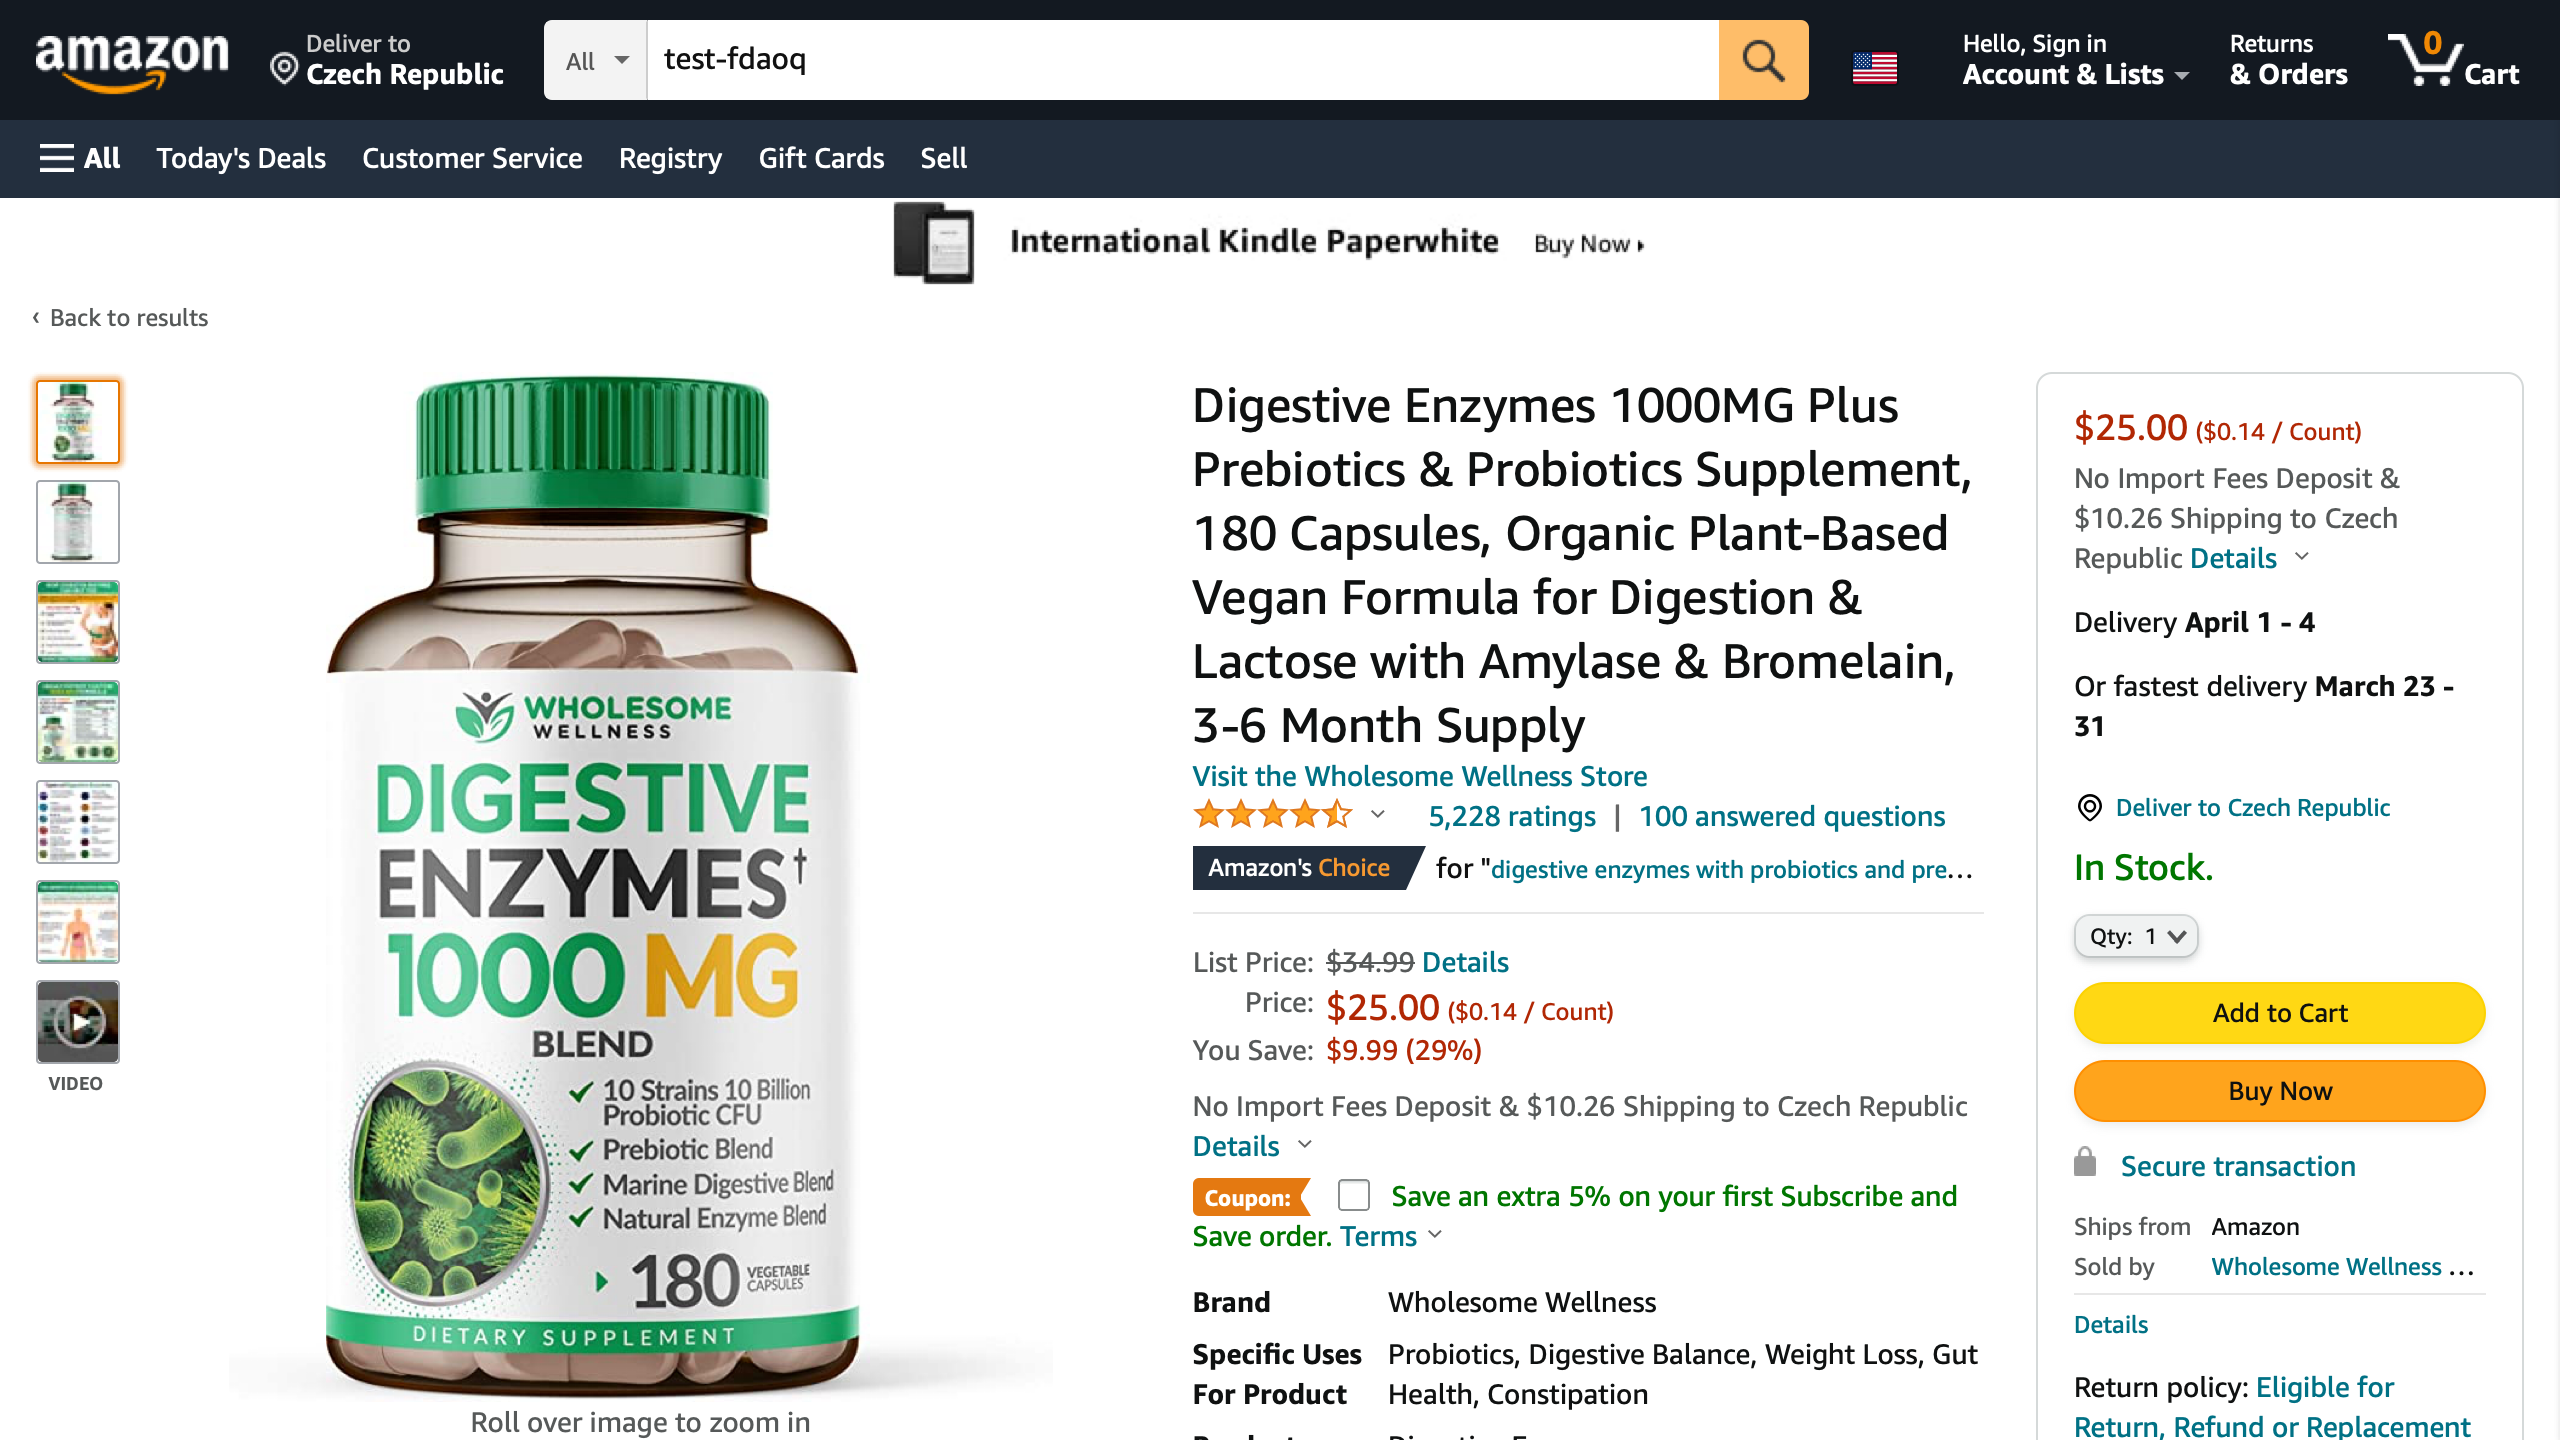 amazon
Deliver to
Czech Republic
All
test-fdaoq
Hello, Sign in
Account & Lists
Returns
& Orders
0
Cart
All
Today's Deals
Customer Service
Registry
Gift Cards
Sell
International Kindle Paperwhite
Buy Now
‹ Back to results
VIDEO
WHOLESOME
WELLNESS
DIGESTIVE
ENZYMES†
1000 MG
BLEND
10 Strains 10 Billion
Probiotic CFU
Prebiotic Blend
Marine Digestive Blend
Natural Enzyme Blend
180 VEGETABLE
CAPSULES
DIETARY SUPPLEMENT
Roll over image to zoom in
Digestive Enzymes 1000MG Plus
Prebiotics & Probiotics Supplement,
180 Capsules, Organic Plant-Based
Vegan Formula for Digestion &
Lactose with Amylase & Bromelain,
3-6 Month Supply
Visit the Wholesome Wellness Store
5,228 ratings | 100 answered questions
Amazon's Choice for "digestive enzymes with probiotics and pre…
List Price: $34.99 Details
Price: $25.00 ($0.14 / Count)
You Save: $9.99 (29%)
No Import Fees Deposit & $10.26 Shipping to Czech Republic
Details
Coupon: Save an extra 5% on your first Subscribe and
Save order. Terms
Brand Wholesome Wellness
Specific Uses Probiotics, Digestive Balance, Weight Loss, Gut
For Product Health, Constipation
$25.00 ($0.14 / Count)
No Import Fees Deposit &
$10.26 Shipping to Czech
Republic Details
Delivery April 1 - 4
Or fastest delivery March 23 -
31
Deliver to Czech Republic
In Stock.
Qty: 1
Add to Cart
Buy Now
Secure transaction
Ships from Amazon
Sold by Wholesome Wellness …
Details
Return policy: Eligible for
Return, Refund or Replacement